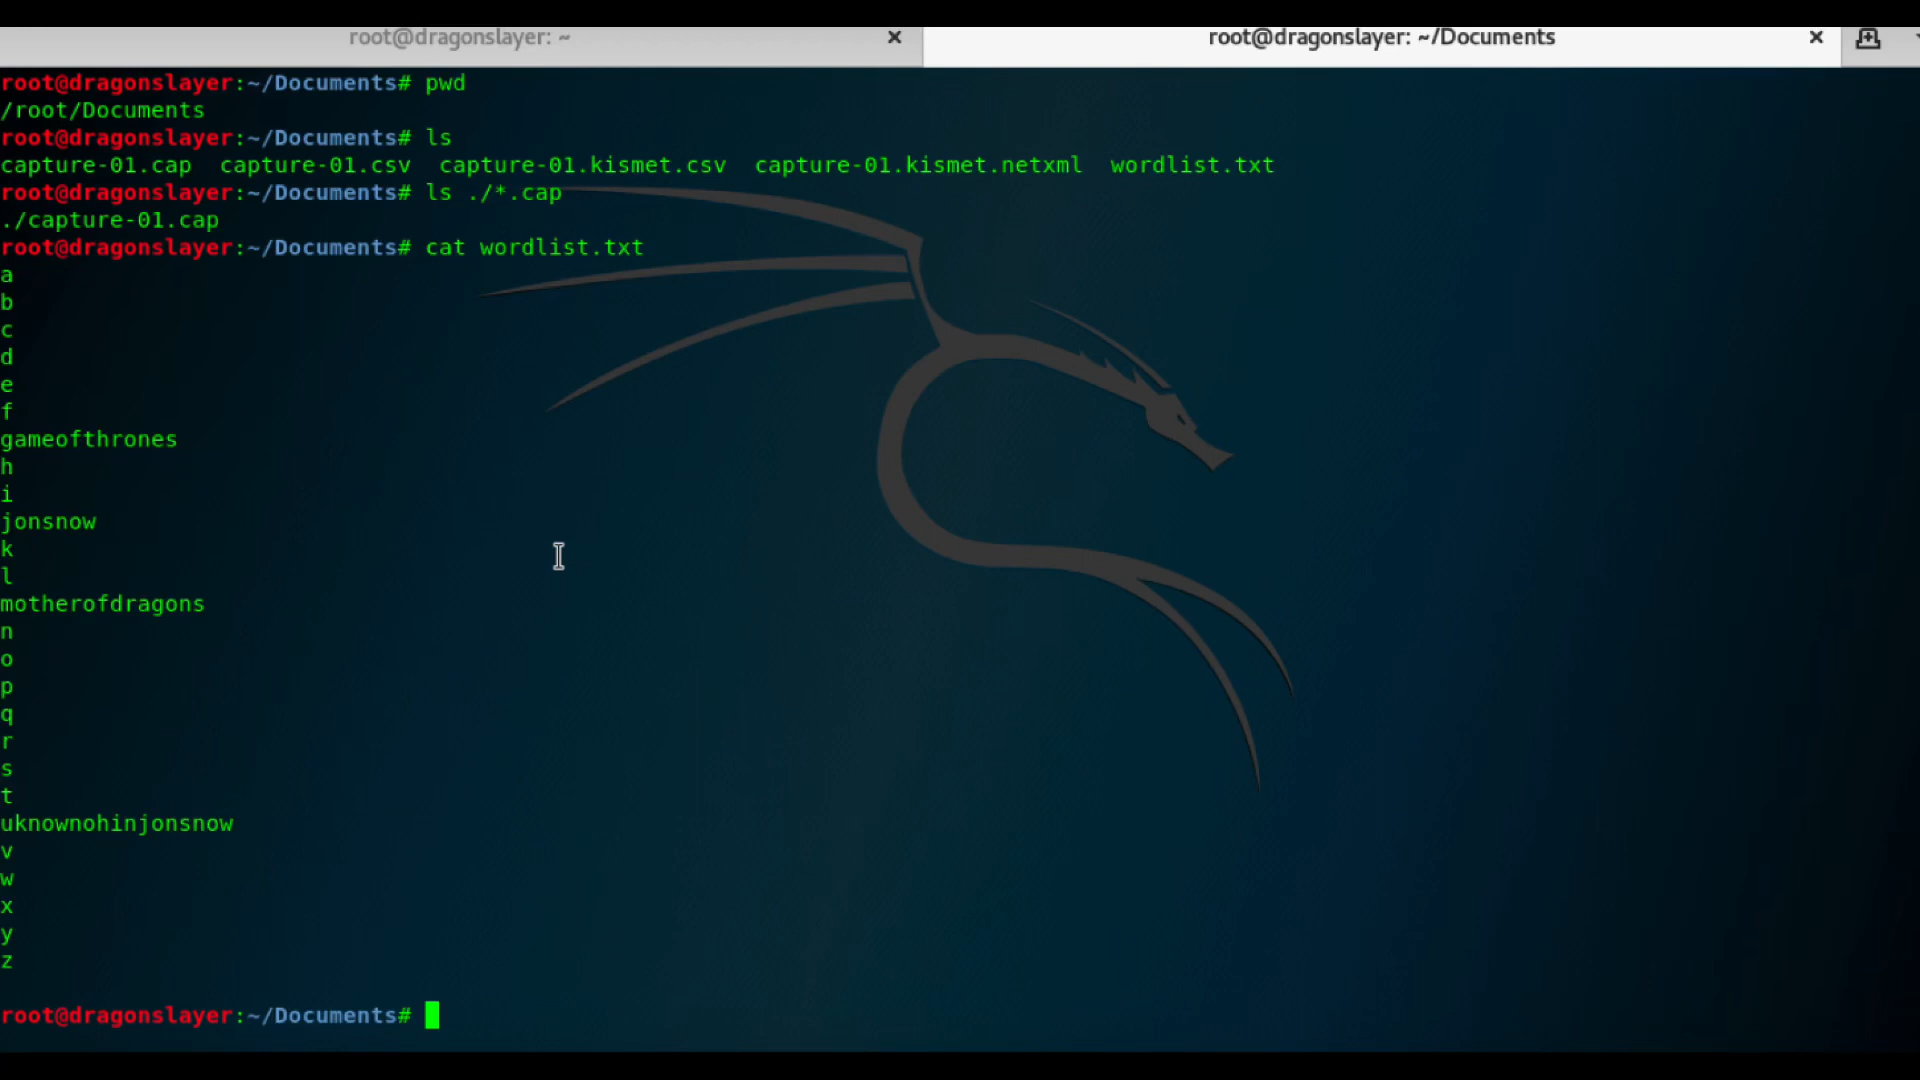 root@dragonslayer: ~
root@dragonslayer: ~/Documents
root@dragonslayer:~/Documents# pwd
/root/Documents
root@dragonslayer:~/Documents# ls
capture-01.cap  capture-01.csv  capture-01.kismet.csv  capture-01.kismet.netxml  wordlist.txt
root@dragonslayer:~/Documents# ls ./*.cap
./capture-01.cap
root@dragonslayer:~/Documents# cat wordlist.txt
a
b
c
d
e
f
gameofthrones
h
i
jonsnow
k
l
motherofdragons
n
o
p
q
r
s
t
uknownohinjonsnow
v
w
x
y
z
root@dragonslayer:~/Documents#